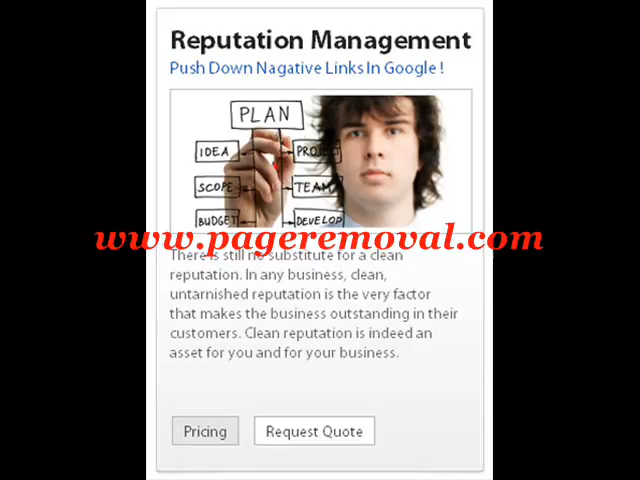 Reputation Management
Push Down Nagative Links In Google !
PLAN
IDEA
PROJECT
SCOPE
TEAM
BUDGET
DEVELOP
www.pageremoval.com
There is still no substitute for a clean
reputation. In any business, clean,
untarnished reputation is the very factor
that makes the business outstanding in their
customers. Clean reputation is indeed an
asset for you and for your business.
Pricing
Request Quote